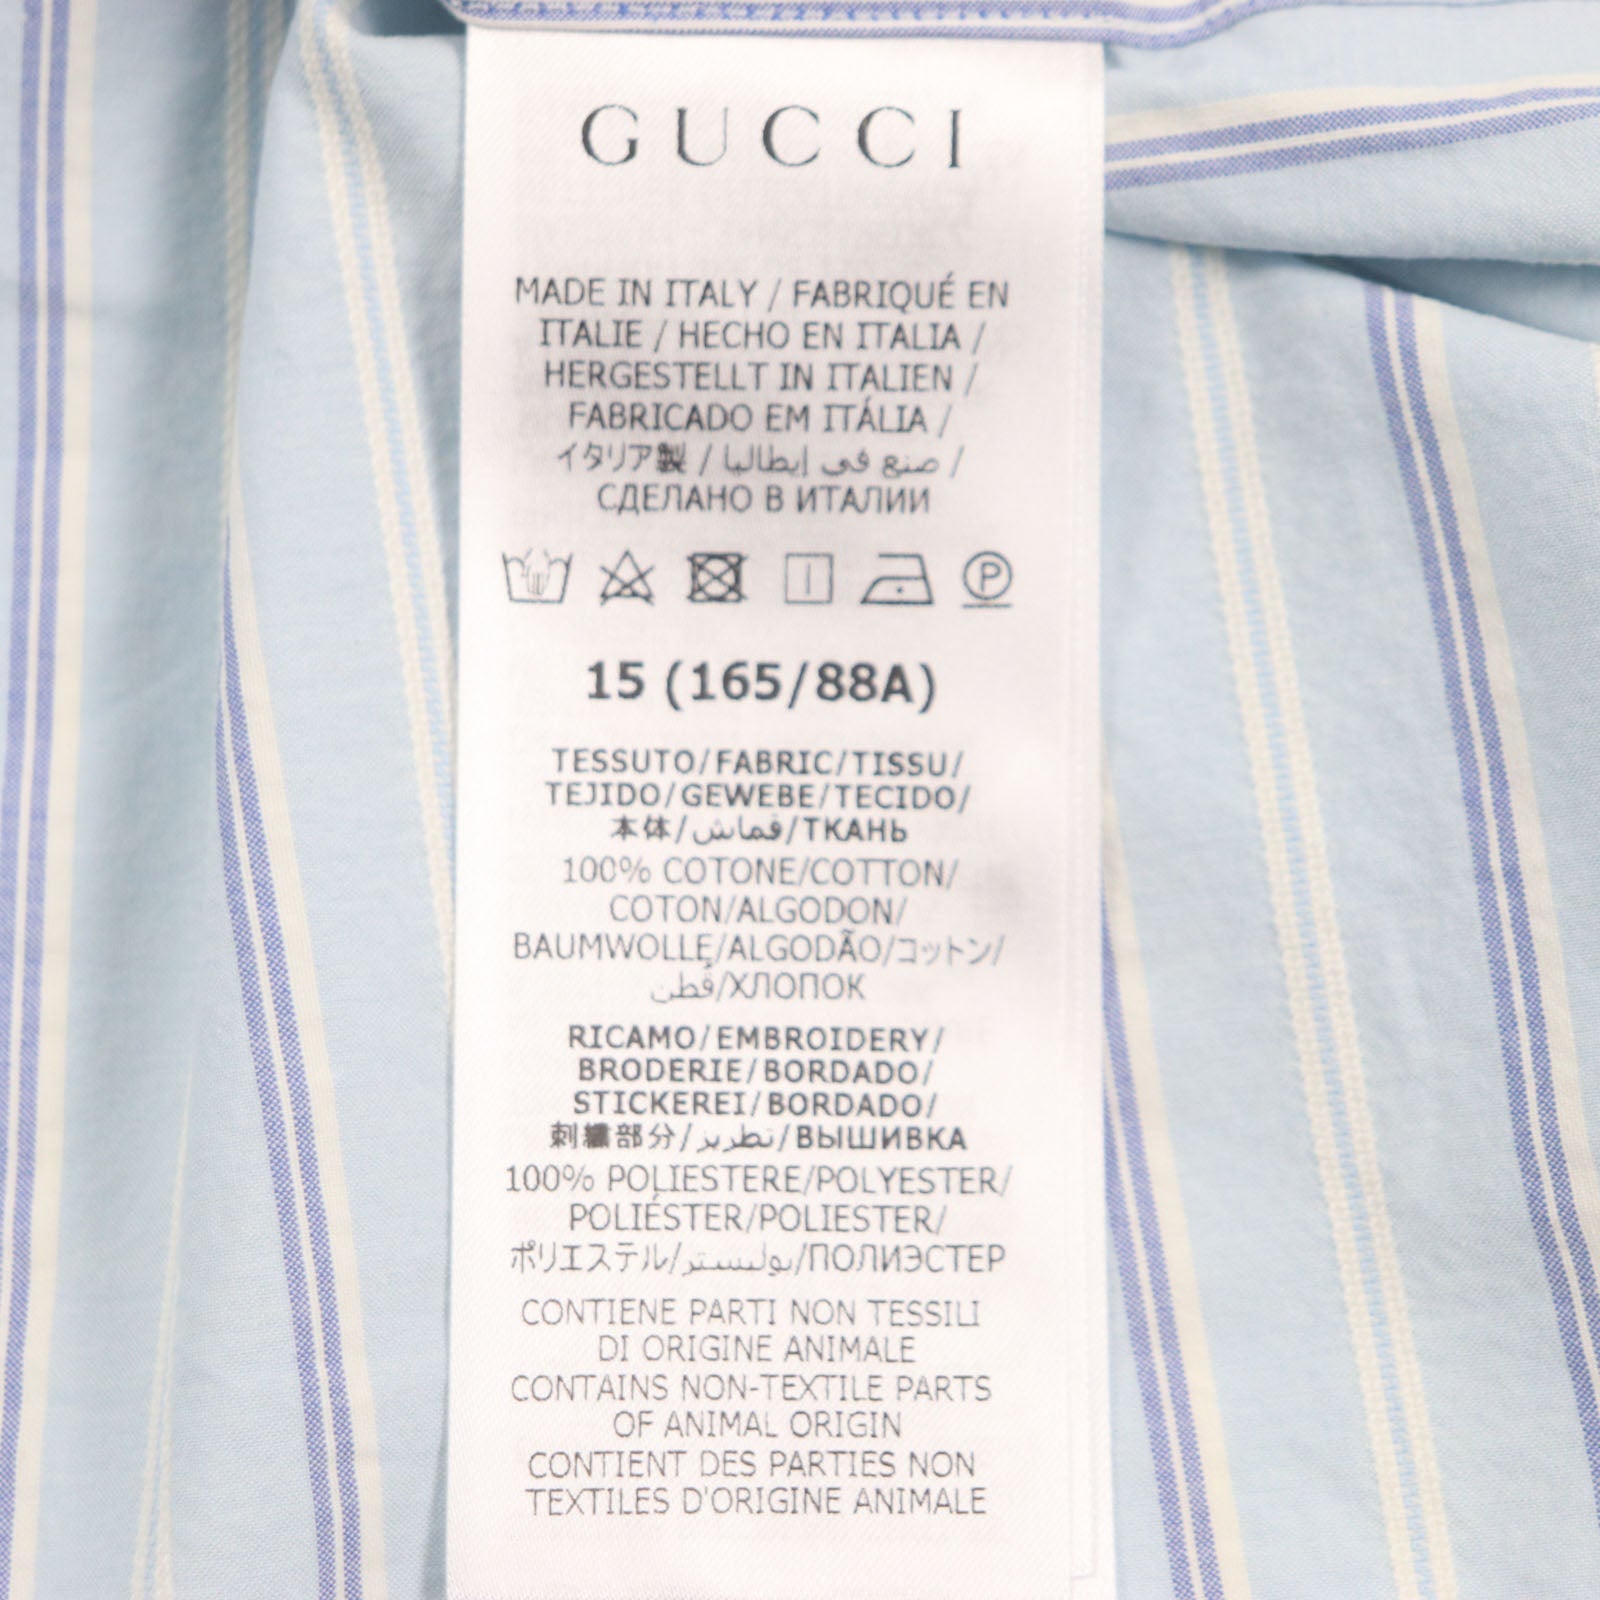 GUCCI
MADE IN ITALY / FABRIQUÉ EN
ITALIE / HECHO EN ITALIA /
HERGESTELLT IN ITALIEN /
FABRICADO EM ITÁLIA /
イタリア製 / صنع في إيطاليا /
СДЕЛАНО В ИТАЛИИ
P
15 (165/88A)
TESSUTO/FABRIC/TISSU/
TEJIDO/GEWEBE/TECIDO/
本体/قماش/ТКАНЬ
100% COTONE/COTTON/
COTON/ALGODON/
BAUMWOLLE/ALGODÃO/コットン/
قطن/ХЛОПОК
RICAMO/EMBROIDERY/
BRODERIE/BORDADO/
STICKEREI/BORDADO/
刺繍部分/تطريز/ВЫШИВКА
100% POLIESTERE/POLYESTER/
POLIÉSTER/POLIESTER/
ポリエステル/بوليستر/ПОЛИЭСТЕР
CONTIENE PARTI NON TESSILI
DI ORIGINE ANIMALE
CONTAINS NON-TEXTILE PARTS
OF ANIMAL ORIGIN
CONTIENT DES PARTIES NON
TEXTILES D'ORIGINE ANIMALE